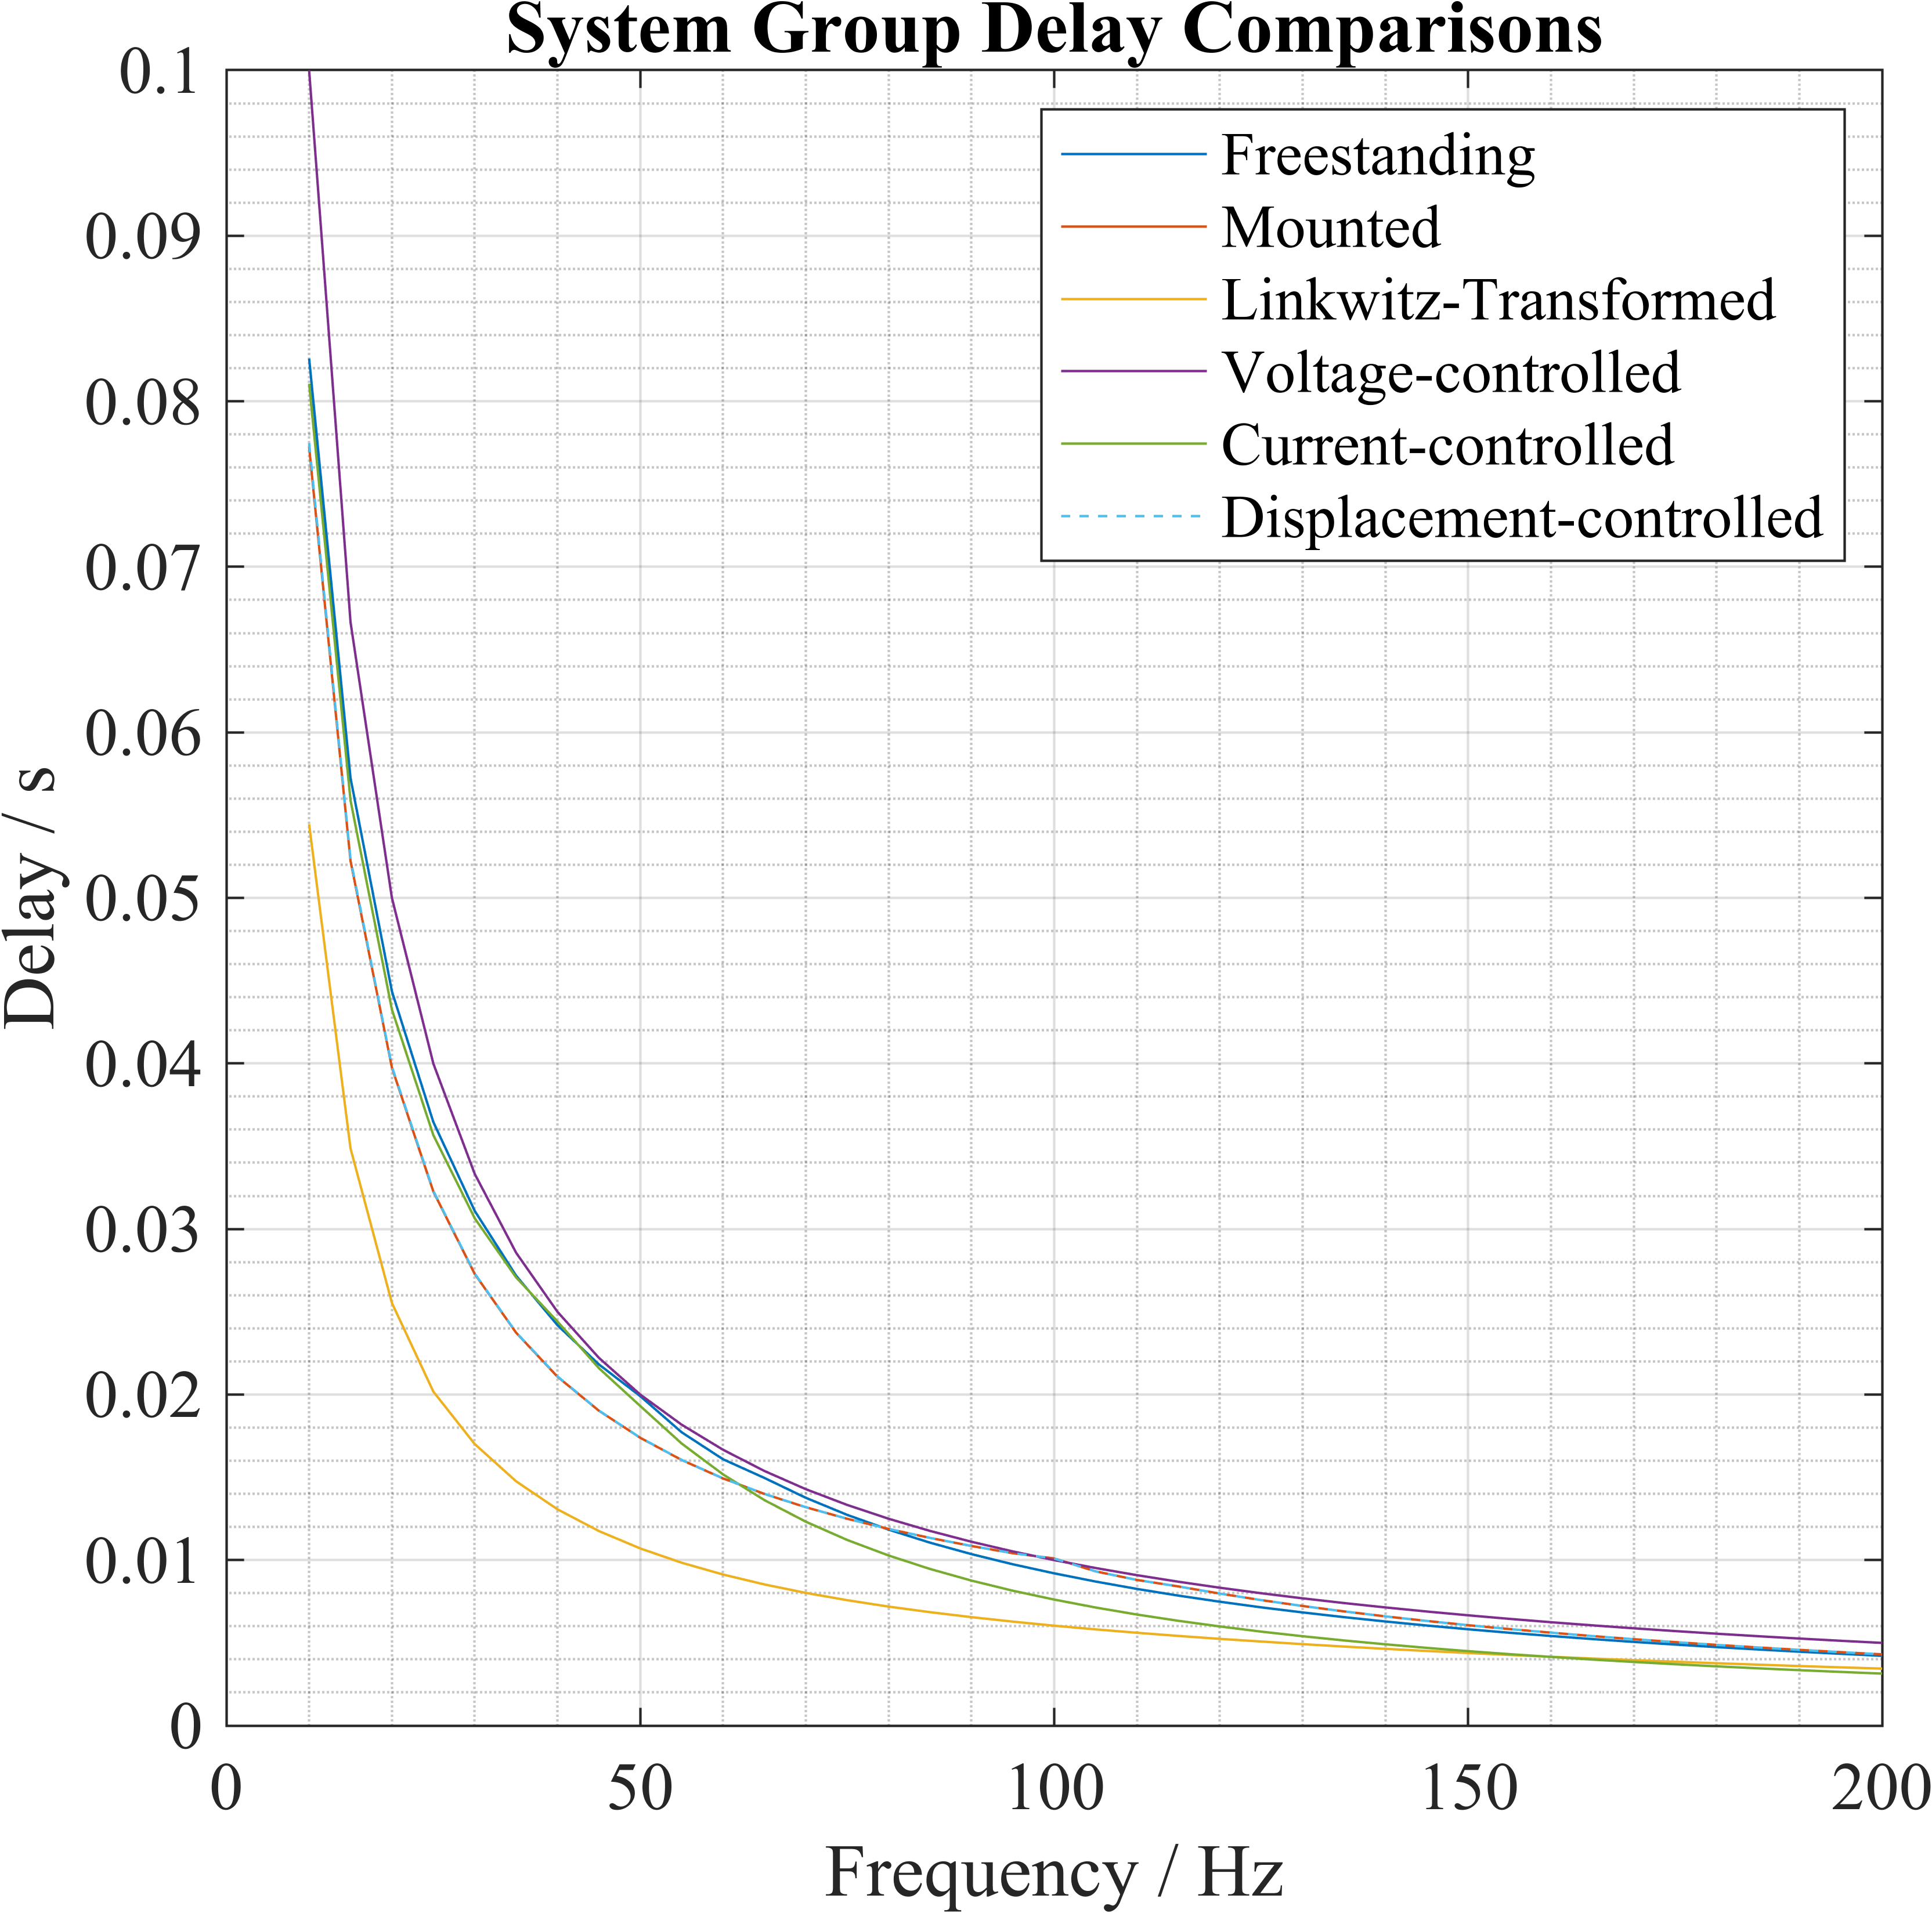 System Group Delay Comparisons
0.1
0.09
0.08
0.07
0.06
0.05
0.04
0.03
0.02
0.01
0
Delay / s
Freestanding
Mounted
Linkwitz-Transformed
Voltage-controlled
Current-controlled
Displacement-controlled
0 50 100 150 200
Frequency / Hz